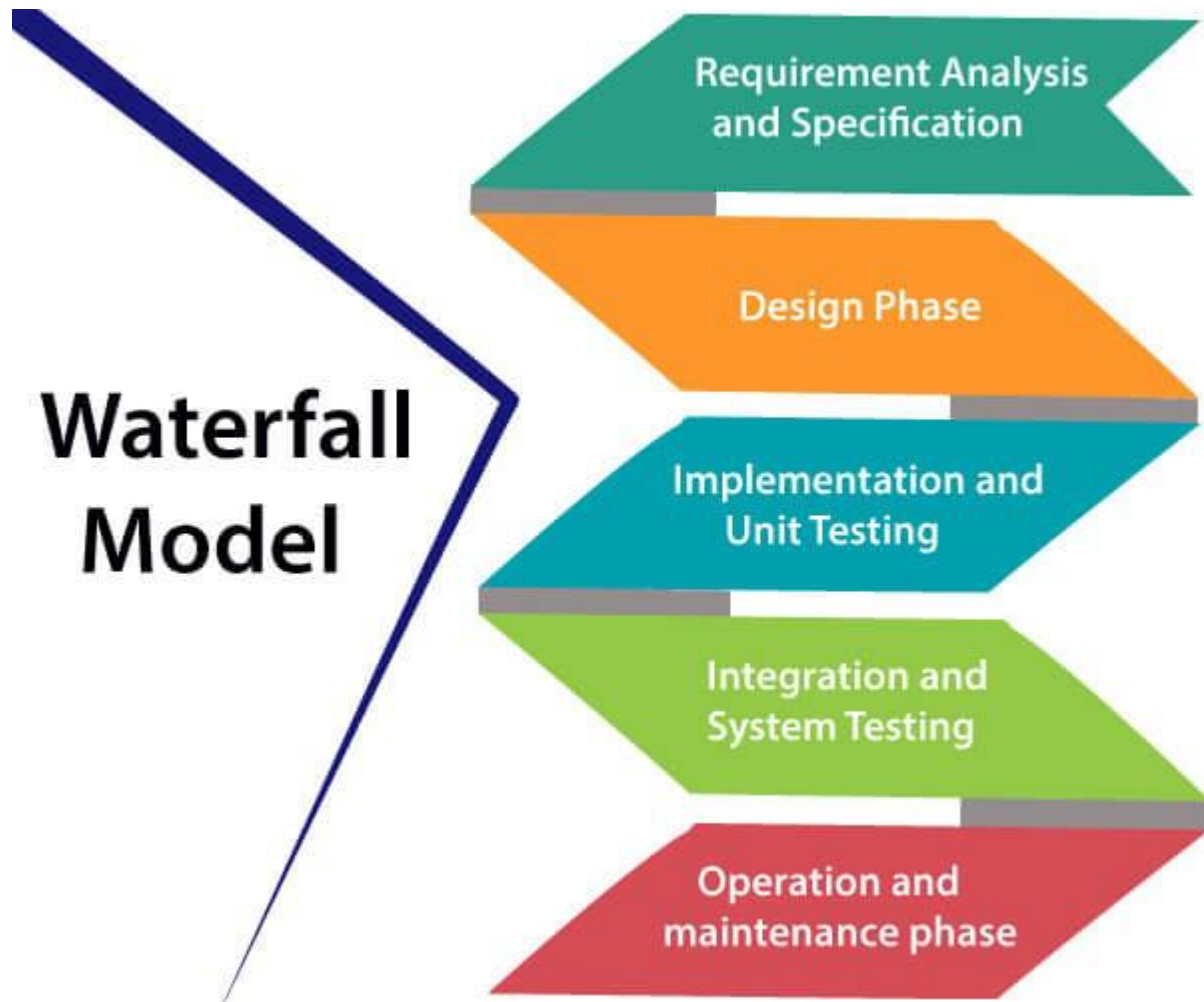 Waterfall
Model
Requirement Analysis
and Specification
Design Phase
Implementation and
Unit Testing
Integration and
System Testing
Operation and
maintenance phase